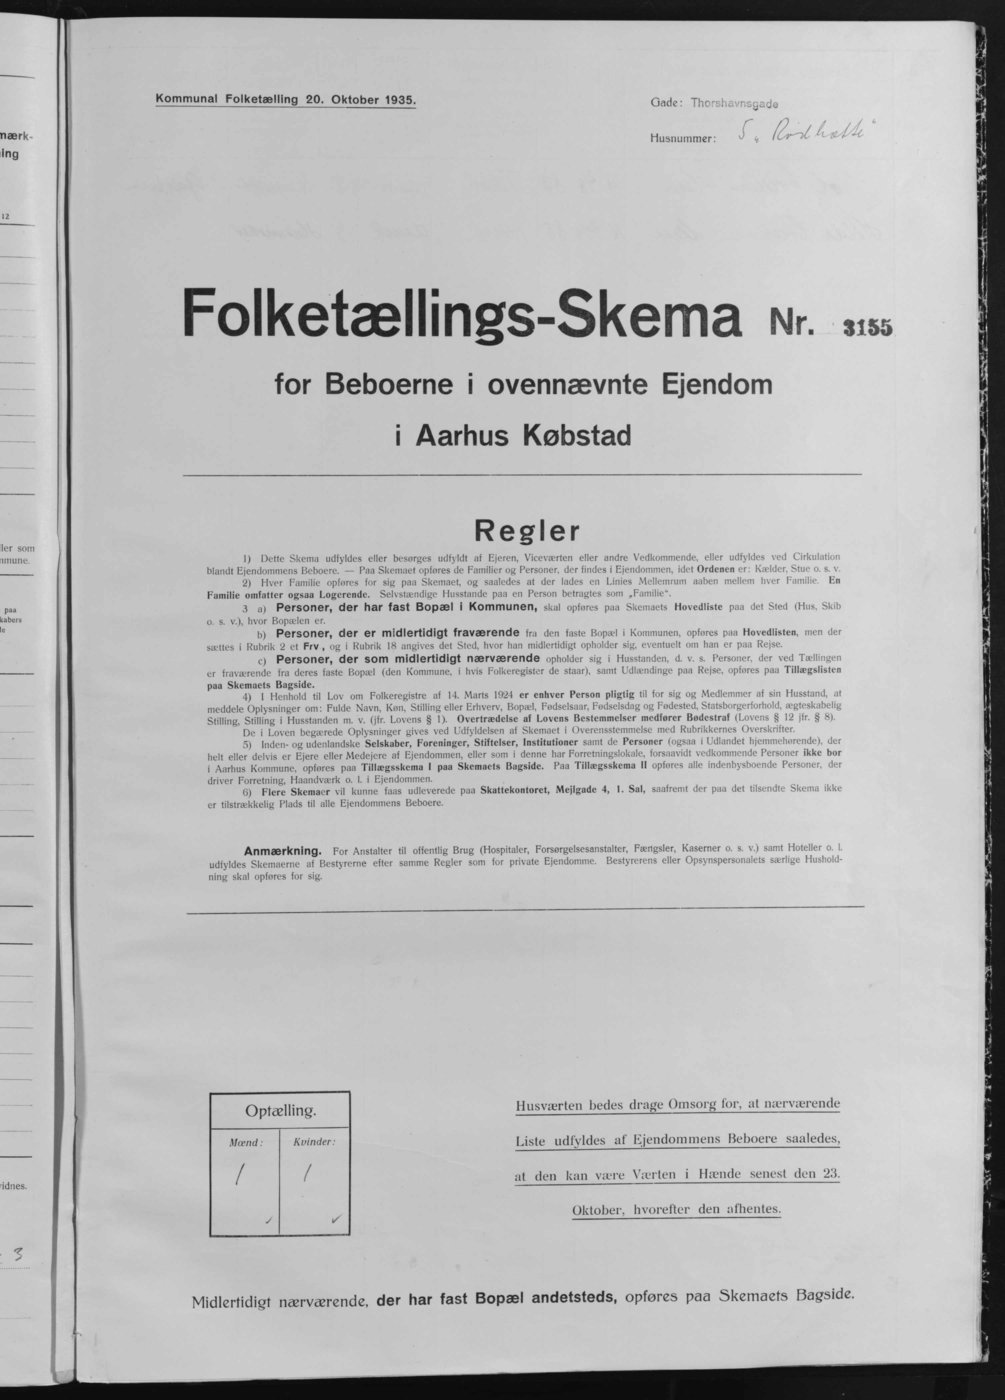 Kommunal Folketælling 20. Oktober 1935.
Gade: Thorshavnsgade
Husnummer: 5 „Rødhætte“
Folketællings-Skema Nr. 3155
for Beboerne i ovennævnte Ejendom
i Aarhus Købstad
Regler
1) Dette Skema udfyldes eller besørges udfyldt af Ejeren, Viceværten eller andre Vedkommende, eller udfyldes ved Cirkulation
blandt Ejendommens Beboere. — Paa Skemaet opføres de Familier og Personer, der findes i Ejendommen, idet Ordenen er: Kælder, Stue o. s. v.
2) Hver Familie opføres for sig paa Skemaet, og saaledes at der lades en Linies Mellemrum aaben mellem hver Familie. En
Familie omfatter ogsaa Logerende. Selvstændige Husstande paa en Person betragtes som „Familie“.
3 a) Personer, der har fast Bopæl i Kommunen, skal opføres paa Skemaets Hovedliste paa det Sted (Hus, Skib
o. s. v.), hvor Bopælen er.
b) Personer, der er midlertidigt fraværende fra den faste Bopæl i Kommunen, opføres paa Hovedlisten, men der
sættes i Rubrik 2 et Frv., og i Rubrik 18 angives det Sted, hvor han midlertidigt opholder sig, eventuelt om han er paa Rejse.
c) Personer, der som midlertidigt nærværende opholder sig i Husstanden, d. v. s. Personer, der ved Tællingen
er fraværende fra deres faste Bopæl (den Kommune, i hvis Folkeregister de staar), samt Udlændinge paa Rejse, opføres paa Tillægslisten
paa Skemaets Bagside.
4) I Henhold til Lov om Folkeregistre af 14. Marts 1924 er enhver Person pligtig til for sig og Medlemmer af sin Husstand, at
meddele Oplysninger om: Fulde Navn, Køn, Stilling eller Erhverv, Bopæl, Fødselsaar, Fødselsdag og Fødested, Statsborgerforhold, ægteskabelig
Stilling, Stilling i Husstanden m. v. (jfr. Lovens § 1). Overtrædelse af Lovens Bestemmelser medfører Bødestraf (Lovens § 12 jfr. § 8).
De i Loven begærede Oplysninger gives ved Udfyldelsen af Skemaet i Overensstemmelse med Rubrikkernes Overskrifter.
5) Inden- og udenlandske Selskaber, Foreninger, Stiftelser, Institutioner samt de Personer (ogsaa i Udlandet hjemmehørende), der
helt eller delvis er Ejere eller Medejere af Ejendommen, eller som i denne har Forretningslokale, forsaavidt vedkommende Personer ikke bor
i Aarhus Kommune, opføres paa Tillægsskema I paa Skemaets Bagside. Paa Tillægsskema II opføres alle indenbysboende Personer, der
driver Forretning, Haandværk o. l. i Ejendommen.
6) Flere Skemaer vil kunne faas udleverede paa Skattekontoret, Mejlgade 4, 1. Sal, saafremt der paa det tilsendte Skema ikke
er tilstrækkelig Plads til alle Ejendommens Beboere.
Anmærkning. For Anstalter til offentlig Brug (Hospitaler, Forsørgelsesanstalter, Fængsler, Kaserner o. s. v.) samt Hoteller o. l.
udfyldes Skemaerne af Bestyrerne efter samme Regler som for private Ejendomme. Bestyrerens eller Opsynspersonalets særlige Hushold-
ning skal opføres for sig.
Optælling.
Mænd: Kvinder:
1 1
✓ ✓
Husværten bedes drage Omsorg for, at nærværende
Liste udfyldes af Ejendommens Beboere saaledes,
at den kan være Værten i Hænde senest den 23.
Oktober, hvorefter den afhentes.
Midlertidigt nærværende, der har fast Bopæl andetsteds, opføres paa Skemaets Bagside.
mærk-
ing
12
ller som
mmune.
paa
kabers
le
vidnes.
3